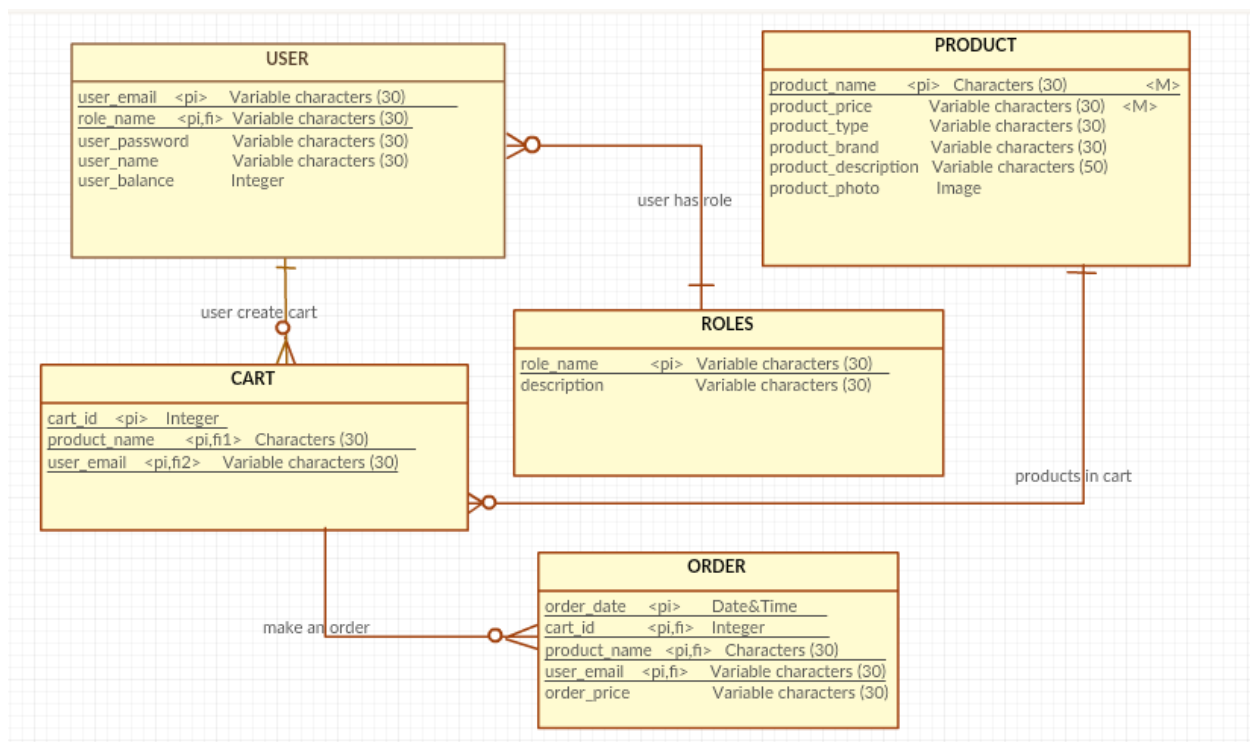 USER
user_email <pi> Variable characters (30)
role_name <pi,fi> Variable characters (30)
user_password Variable characters (30)
user_name Variable characters (30)
user_balance Integer
PRODUCT
product_name <pi> Characters (30) <M>
product_price Variable characters (30) <M>
product_type Variable characters (30)
product_brand Variable characters (30)
product_description Variable characters (50)
product_photo Image
user has role
user create cart
ROLES
role_name <pi> Variable characters (30)
description Variable characters (30)
CART
cart_id <pi> Integer
product_name <pi,fi1> Characters (30)
user_email <pi,fi2> Variable characters (30)
products in cart
make an order
ORDER
order_date <pi> Date&Time
cart_id <pi,fi> Integer
product_name <pi,fi> Characters (30)
user_email <pi,fi> Variable characters (30)
order_price Variable characters (30)